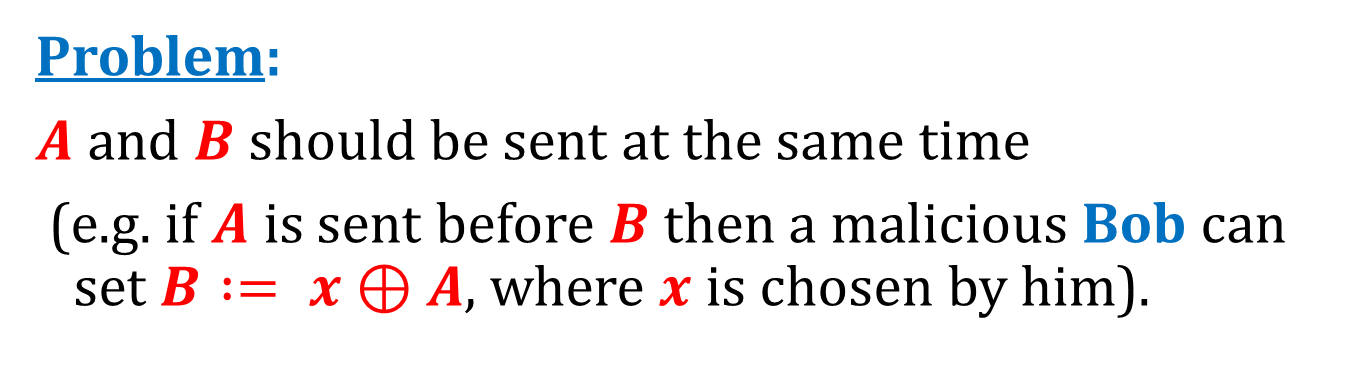 Problem:
A and B should be sent at the same time
(e.g. if A is sent before B then a malicious Bob can
set B := x ⊕ A, where x is chosen by him).